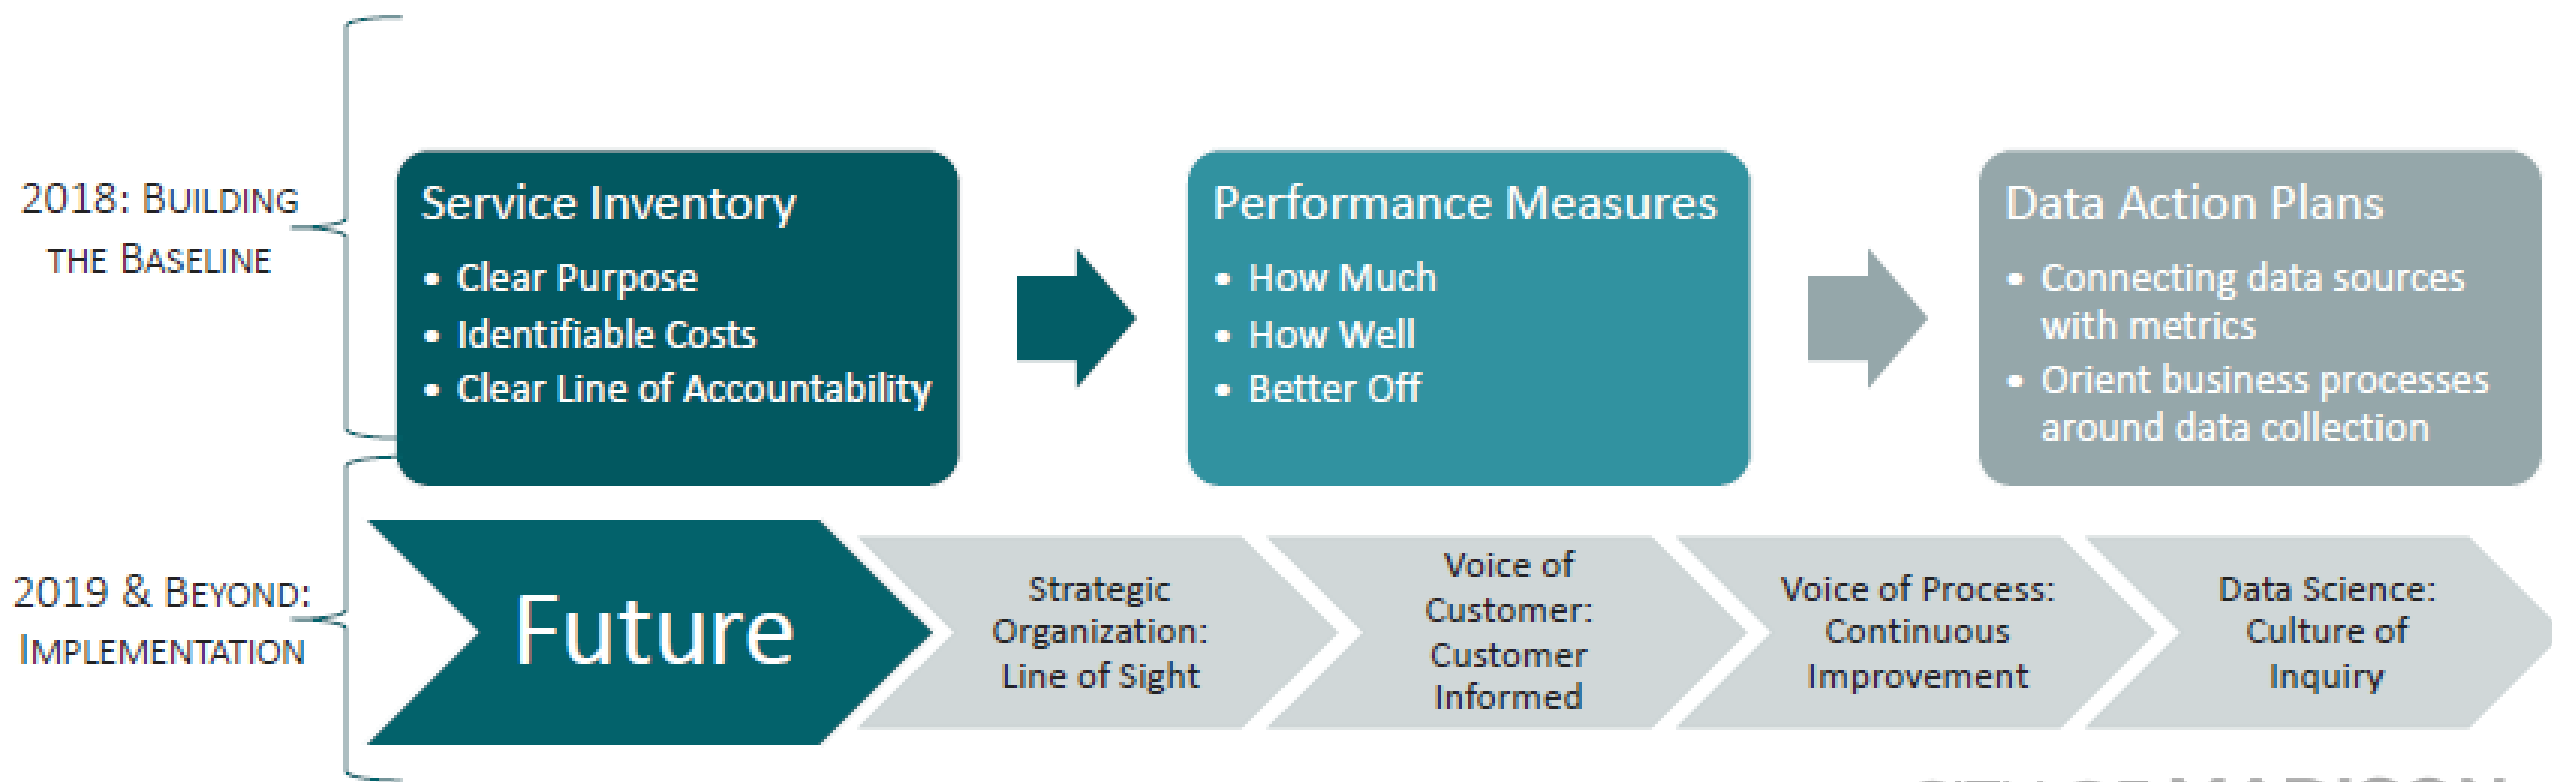 2018: BUILDING
THE BASELINE
Service Inventory
• Clear Purpose
• Identifiable Costs
• Clear Line of Accountability
Performance Measures
• How Much
• How Well
• Better Off
Data Action Plans
• Connecting data sources
with metrics
• Orient business processes
around data collection
2019 & BEYOND:
IMPLEMENTATION
Future
Strategic
Organization:
Line of Sight
Voice of
Customer:
Customer
Informed
Voice of Process:
Continuous
Improvement
Data Science:
Culture of
Inquiry